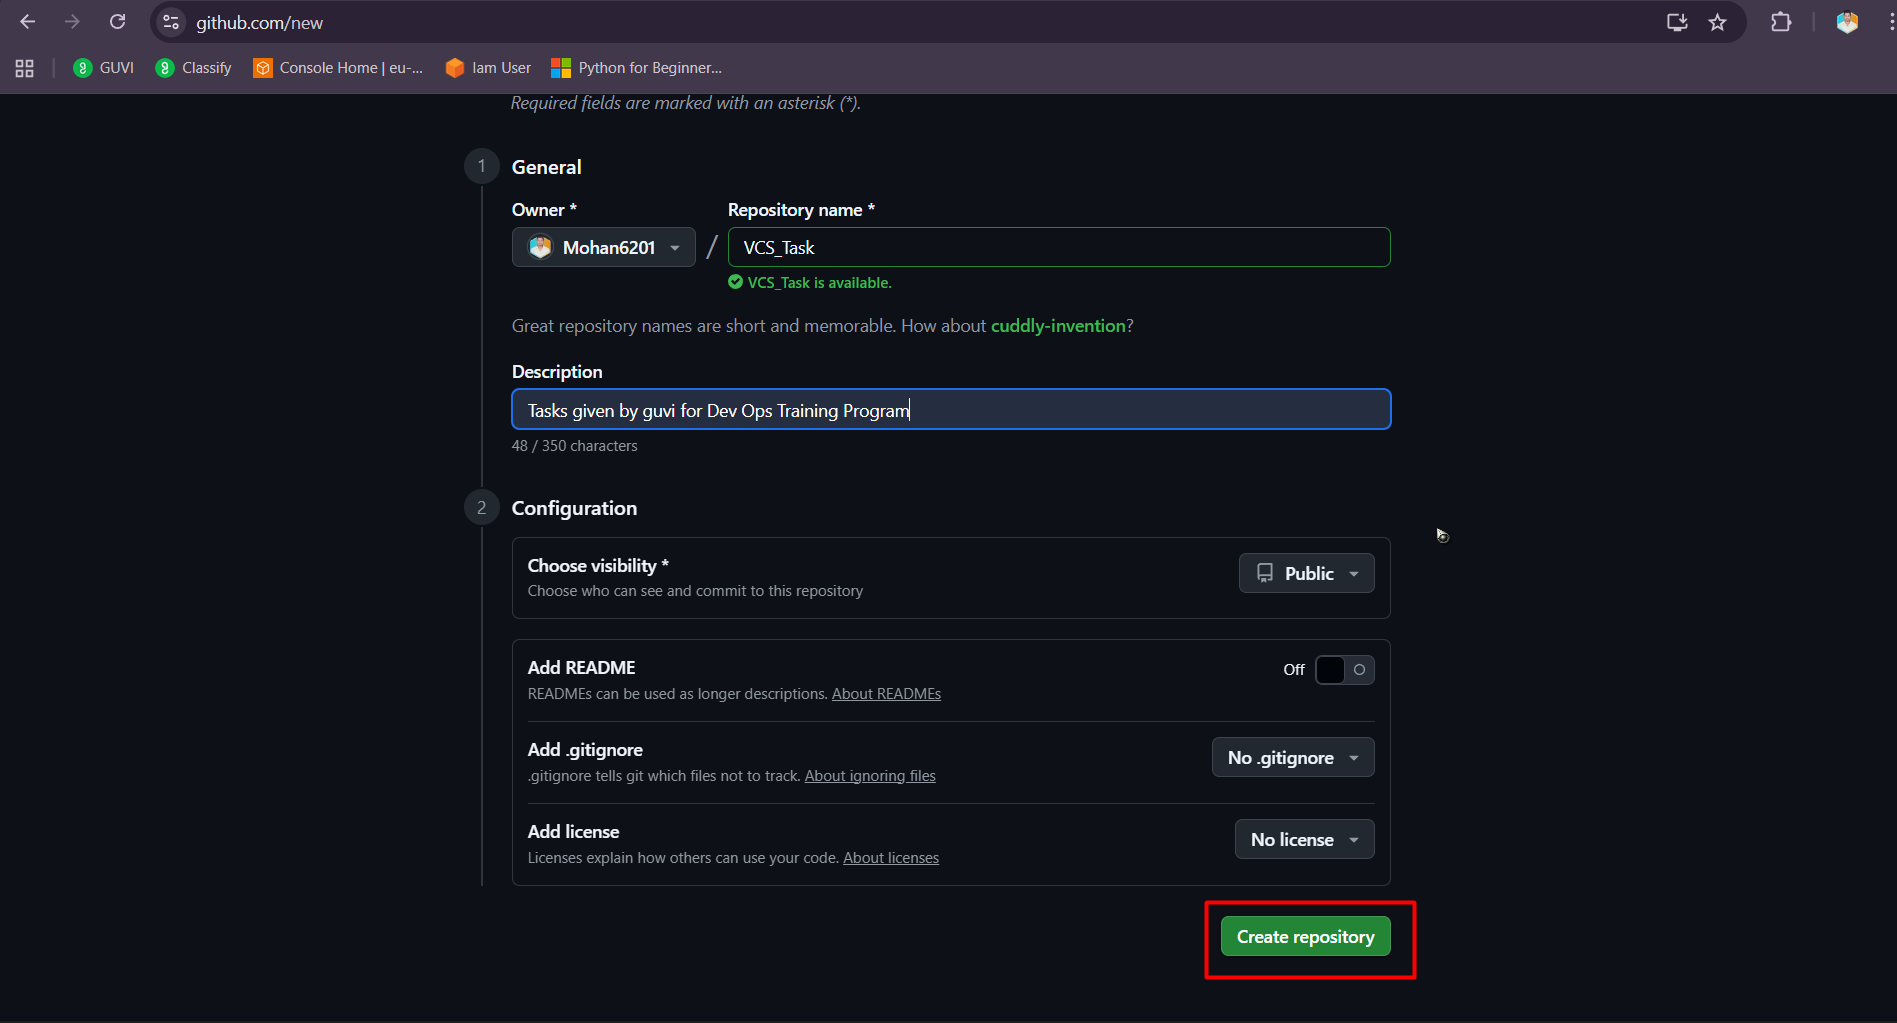 github.com/new
GUVI
Classify
Console Home | eu-...
Iam User
Python for Beginner...
Required fields are marked with an asterisk (*).
1
General
Owner *
Repository name *
Mohan6201
/
VCS_Task
VCS_Task is available.
Great repository names are short and memorable. How about cuddly-invention?
Description
Tasks given by guvi for Dev Ops Training Program
48 / 350 characters
2
Configuration
Choose visibility *
Choose who can see and commit to this repository
Public
Add README
READMEs can be used as longer descriptions. About READMEs
Off
Add .gitignore
.gitignore tells git which files not to track. About ignoring files
No .gitignore
Add license
Licenses explain how others can use your code. About licenses
No license
Create repository